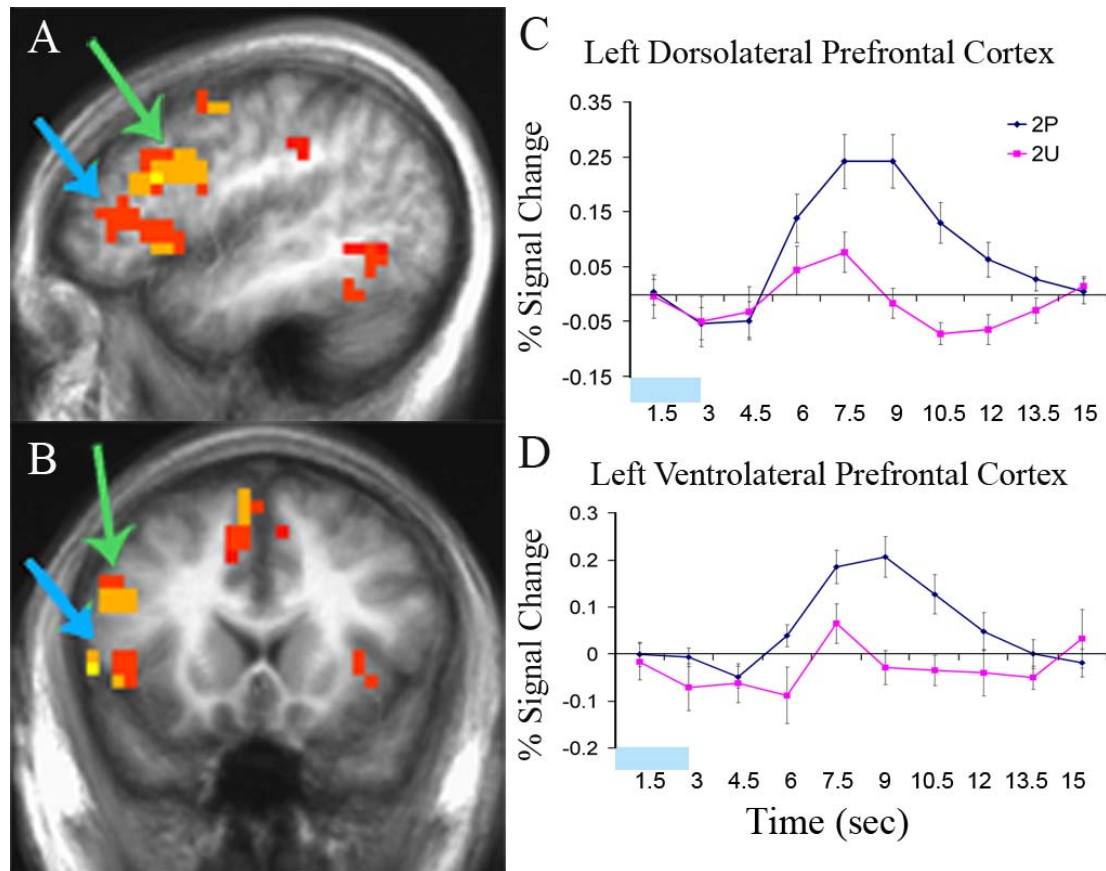 A
B
C
Left Dorsolateral Prefrontal Cortex
% Signal Change
0.35
0.25
0.15
0.05
-0.05
-0.15
2P
2U
1.5 3 4.5 6 7.5 9 10.5 12 13.5 15
D
Left Ventrolateral Prefrontal Cortex
% Signal Change
0.3
0.2
0.1
0
-0.1
-0.2
1.5 3 4.5 6 7.5 9 10.5 12 13.5 15
Time (sec)